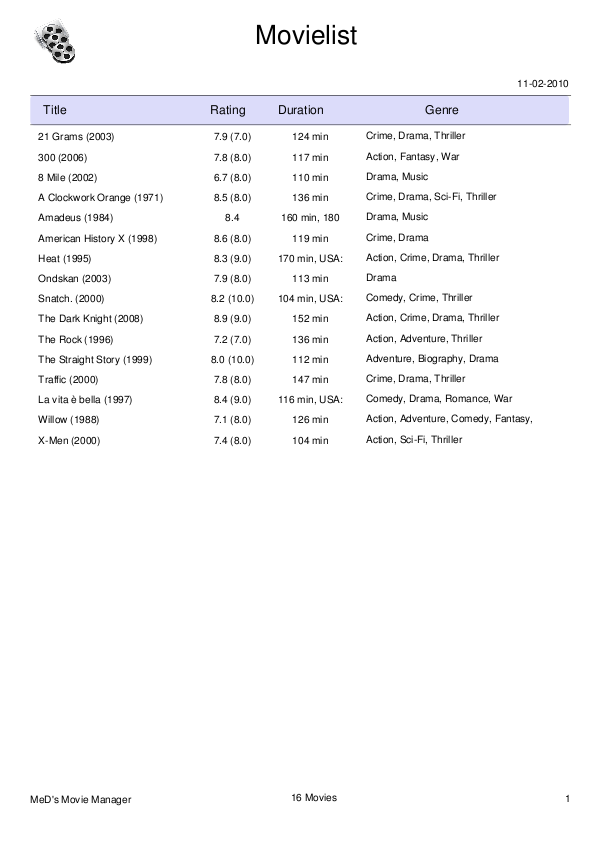 Movielist
11-02-2010
Title Rating Duration Genre
21 Grams (2003) 7.9 (7.0) 124 min Crime, Drama, Thriller
300 (2006) 7.8 (8.0) 117 min Action, Fantasy, War
8 Mile (2002) 6.7 (8.0) 110 min Drama, Music
A Clockwork Orange (1971) 8.5 (8.0) 136 min Crime, Drama, Sci-Fi, Thriller
Amadeus (1984) 8.4 160 min, 180 Drama, Music
American History X (1998) 8.6 (8.0) 119 min Crime, Drama
Heat (1995) 8.3 (9.0) 170 min, USA: Action, Crime, Drama, Thriller
Ondskan (2003) 7.9 (8.0) 113 min Drama
Snatch. (2000) 8.2 (10.0) 104 min, USA: Comedy, Crime, Thriller
The Dark Knight (2008) 8.9 (9.0) 152 min Action, Crime, Drama, Thriller
The Rock (1996) 7.2 (7.0) 136 min Action, Adventure, Thriller
The Straight Story (1999) 8.0 (10.0) 112 min Adventure, Biography, Drama
Traffic (2000) 7.8 (8.0) 147 min Crime, Drama, Thriller
La vita è bella (1997) 8.4 (9.0) 116 min, USA: Comedy, Drama, Romance, War
Willow (1988) 7.1 (8.0) 126 min Action, Adventure, Comedy, Fantasy,
X-Men (2000) 7.4 (8.0) 104 min Action, Sci-Fi, Thriller
MeD's Movie Manager 16 Movies 1